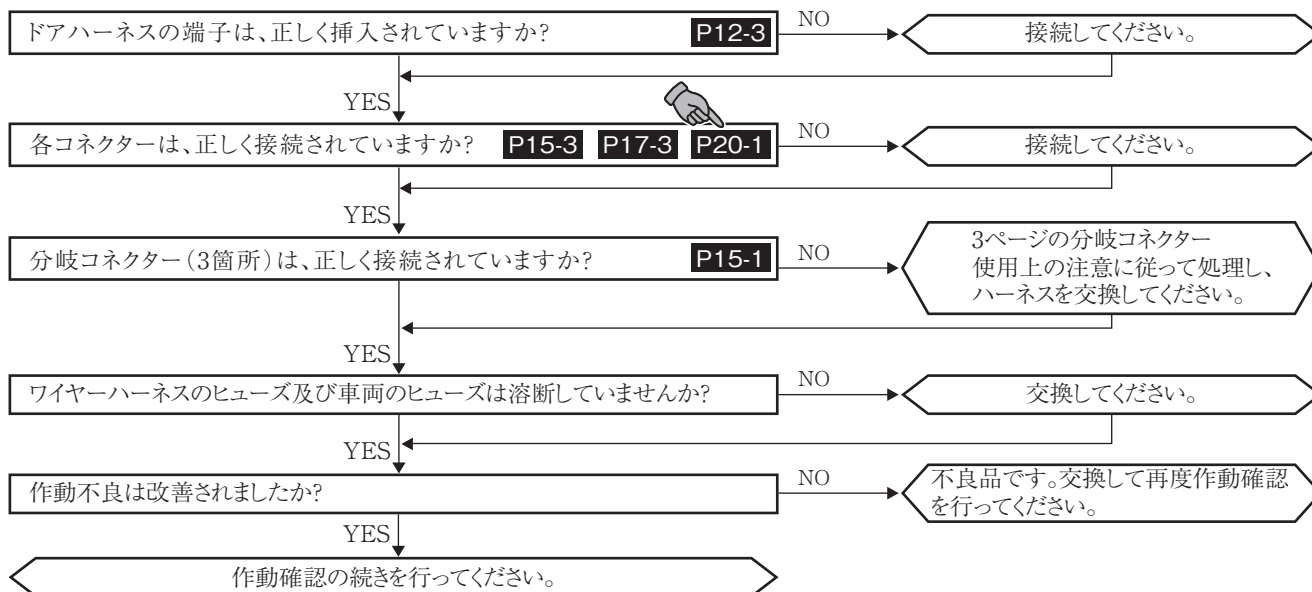 ドアハーネスの端子は、正しく挿入されていますか? P12-3
NO
接続してください。
YES
各コネクターは、正しく接続されていますか? P15-3 P17-3 P20-1
NO
接続してください。
YES
分岐コネクター(3箇所)は、正しく接続されていますか? P15-1
NO
3ページの分岐コネクター
使用上の注意に従って処理し、
ハーネスを交換してください。
YES
ワイヤーハーネスのヒューズ及び車両のヒューズは溶断していませんか?
NO
交換してください。
YES
作動不良は改善されましたか?
NO
不良品です。交換して再度作動確認
を行ってください。
YES
作動確認の続きを行ってください。